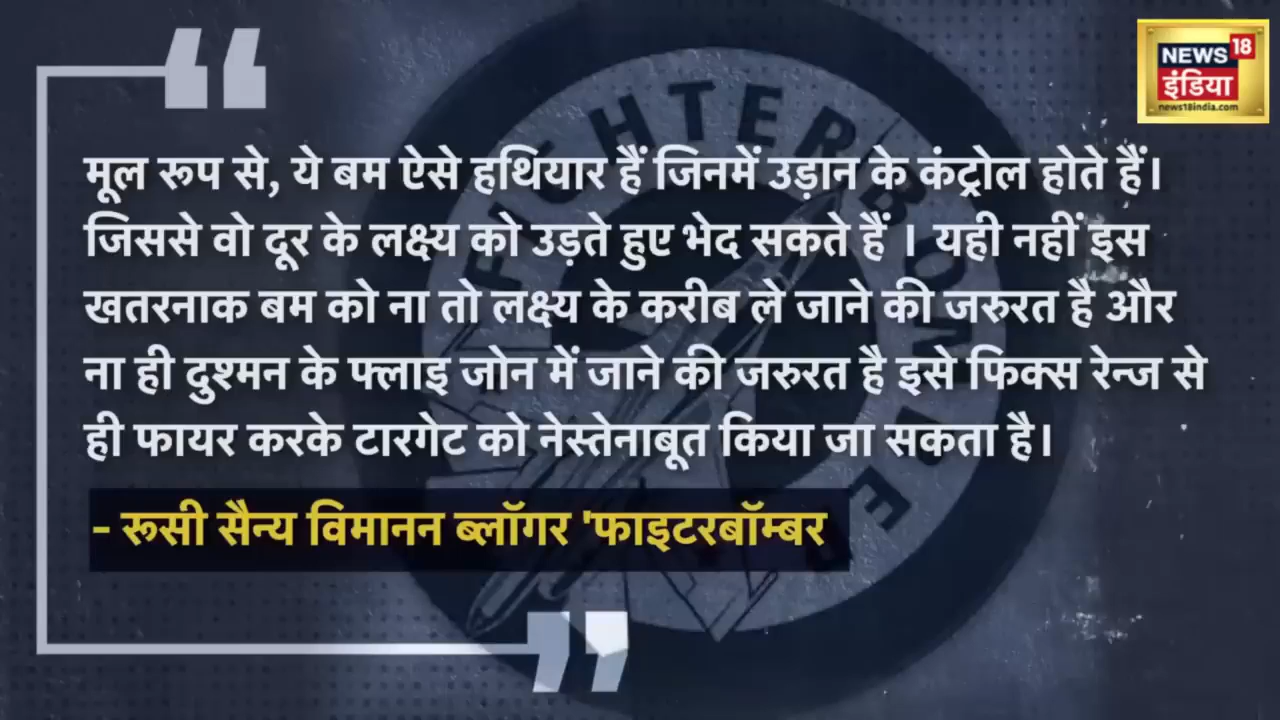 NEWS 18
इंडिया
news18india.com
FIGHTERBOMBER
मूल रूप से, ये बम ऐसे हथियार हैं जिनमें उड़ान के कंट्रोल होते हैं।
जिससे वो दूर के लक्ष्य को उड़ते हुए भेद सकते हैं । यही नहीं इस
खतरनाक बम को ना तो लक्ष्य के करीब ले जाने की जरुरत है और
ना ही दुश्मन के फ्लाइ जोन में जाने की जरुरत है इसे फिक्स रेन्ज से
ही फायर करके टारगेट को नेस्तेनाबूत किया जा सकता है।
- रूसी सैन्य विमानन ब्लॉगर 'फाइटरबॉम्बर